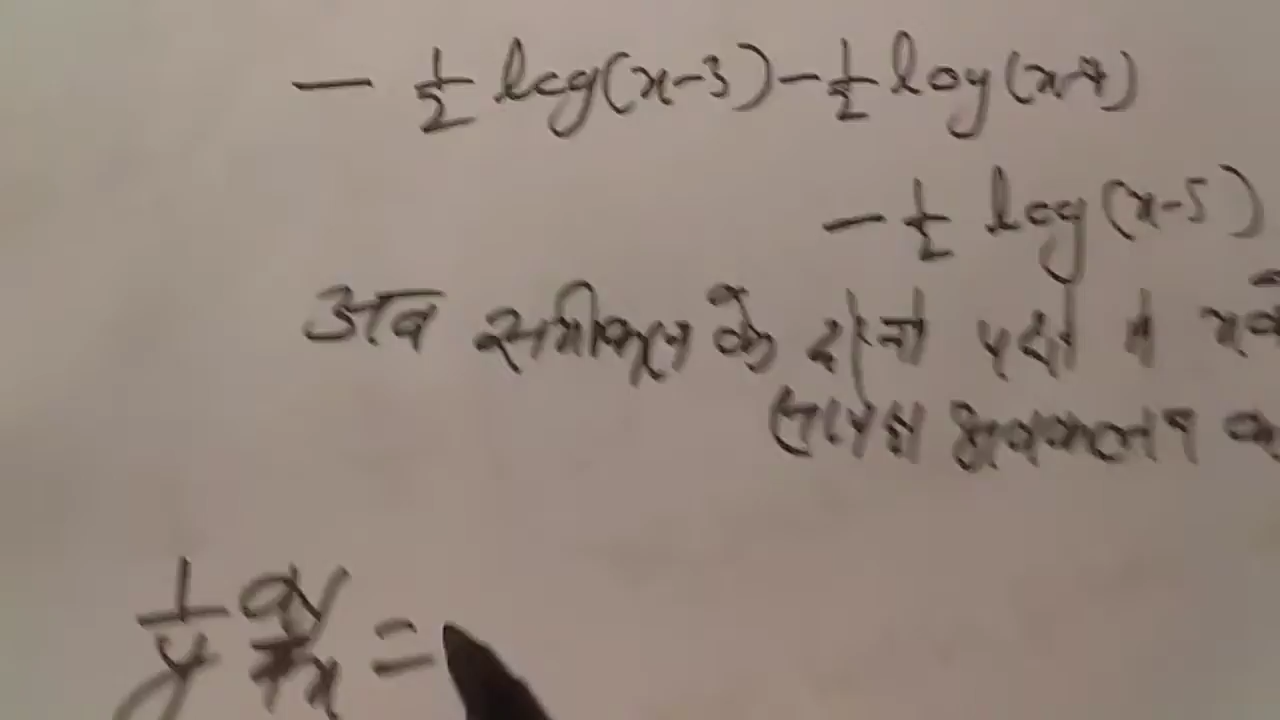 - 1/2 log(x-3) - 1/2 log(x-4)
- 1/2 log(x-5)
अब समीकरण के दोनो पक्षो में
सापेक्ष अवकलन
1/y dy/dx =